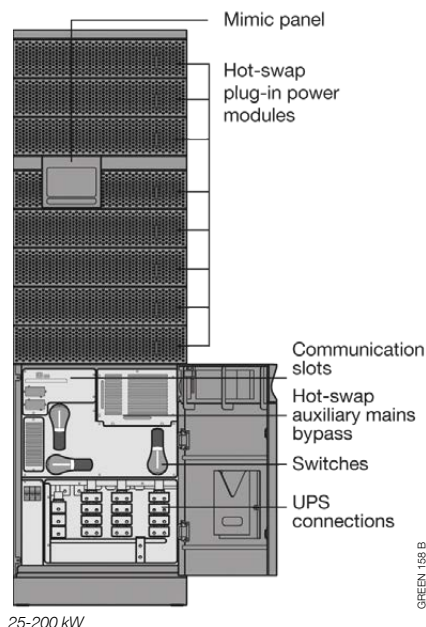 Mimic panel
Hot-swap
plug-in power
modules
Communication
slots
Hot-swap
auxiliary mains
bypass
Switches
UPS
connections
GREEN 158 B
25-200 kW